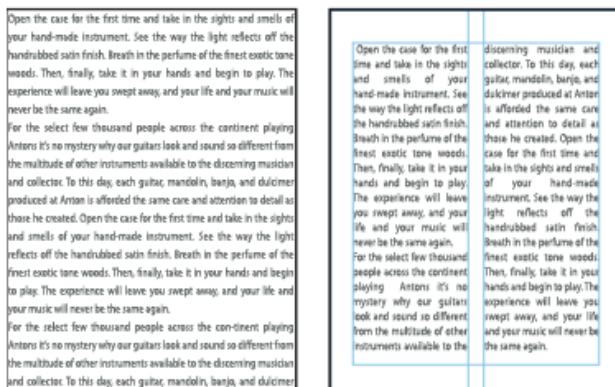 Open the case for the first time and take in the sights and smells of
your hand-made instrument. See the way the light reflects off the
handrubbed satin finish. Breath in the perfume of the finest exotic tone
woods. Then, finally, take it in your hands and begin to play. The
experience will leave you swept away, and your life and your music will
never be the same again.
For the select few thousand people across the continent playing
Antons it's no mystery why our guitars look and sound so different from
the multitude of other instruments available to the discerning musician
and collector. To this day, each guitar, mandolin, banjo, and dulcimer
produced at Anton is afforded the same care and attention to detail as
those he created. Open the case for the first time and take in the sights
and smells of your hand-made instrument. See the way the light
reflects off the handrubbed satin finish. Breath in the perfume of the
finest exotic tone woods. Then, finally, take it in your hands and begin
to play. The experience will leave you swept away, and your life and
your music will never be the same again.
For the select few thousand people across the con-tinent playing
Antons it's no mystery why our guitars look and sound so different from
the multitude of other instruments available to the discerning musician
and collector. To this day, each guitar, mandolin, banjo, and dulcimer
Open the case for the first
time and take in the sights
and smells of your
hand-made instrument. See
the way the light reflects off
the handrubbed satin finish.
Breath in the perfume of the
finest exotic tone woods.
Then, finally, take it in your
hands and begin to play.
The experience will leave
you swept away, and your
life and your music will
never be the same again.
For the select few thousand
people across the continent
playing Antons it's no
mystery why our guitars
look and sound so different
from the multitude of other
instruments available to the
discerning musician and
collector. To this day, each
guitar, mandolin, banjo, and
dulcimer produced at Anton
is afforded the same care
and attention to detail as
those he created. Open the
case for the first time and
take in the sights and smells
of your hand-made
instrument. See the way the
light reflects off the
handrubbed satin finish.
Breath in the perfume of the
finest exotic tone woods.
Then, finally, take it in your
hands and begin to play. The
experience will leave you
swept away, and your life
and your music will never be
the same again.